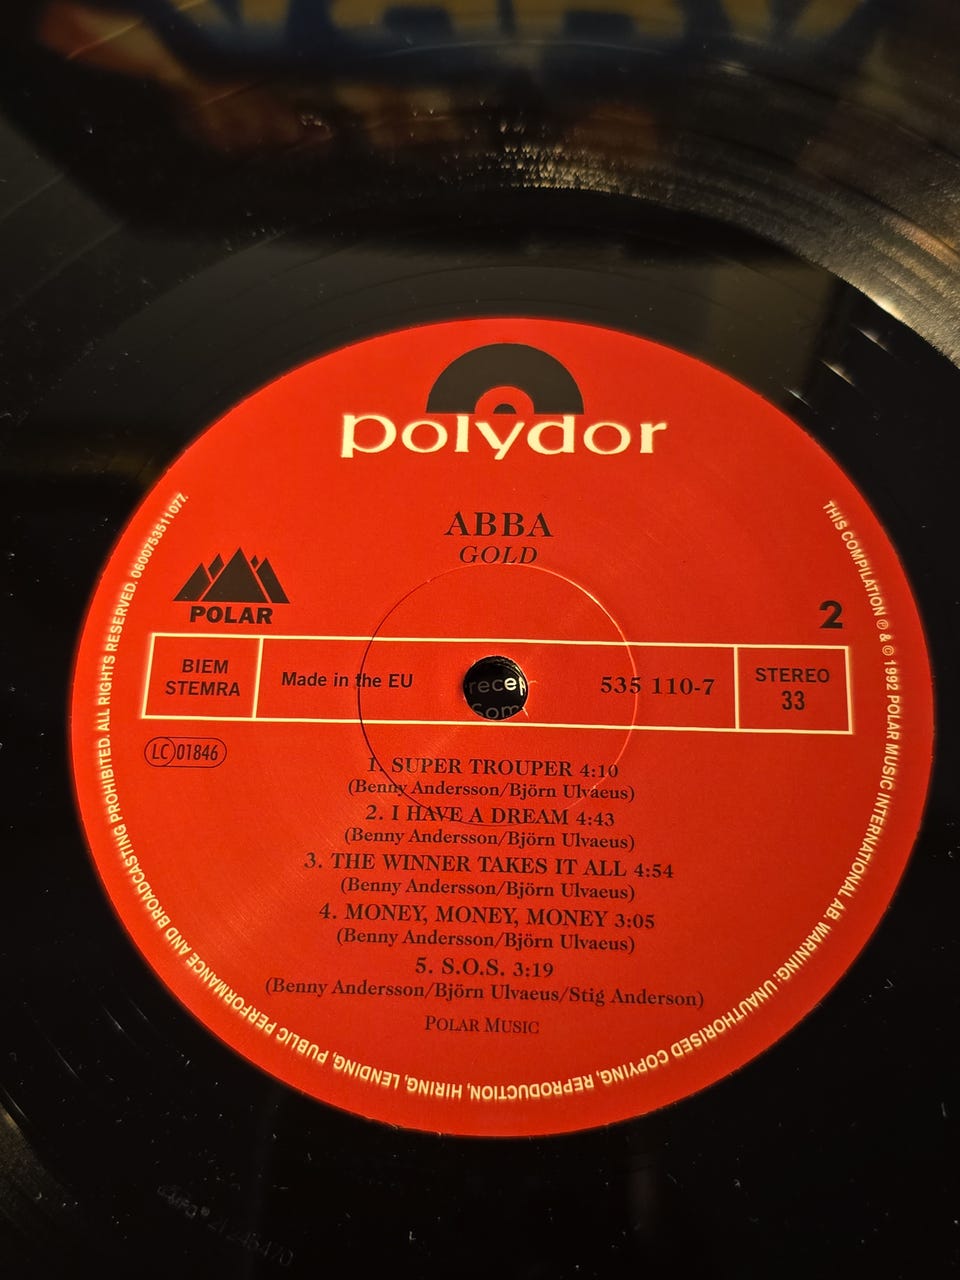 polydor
ABBA
GOLD
POLAR
2
BIEM
STEMRA
Made in the EU
535 110-7
STEREO
33
LC 01846
1. SUPER TROUPER 4:10
(Benny Andersson/Björn Ulvaeus)
2. I HAVE A DREAM 4:43
(Benny Andersson/Björn Ulvaeus)
3. THE WINNER TAKES IT ALL 4:54
(Benny Andersson/Björn Ulvaeus)
4. MONEY, MONEY, MONEY 3:05
(Benny Andersson/Björn Ulvaeus)
5. S.O.S. 3:19
(Benny Andersson/Björn Ulvaeus/Stig Anderson)
POLAR MUSIC
THIS COMPILATION ℗ & © 1992 POLAR MUSIC INTERNATIONAL AB. WARNING: UNAUTHORISED COPYING, REPRODUCTION, HIRING, LENDING, PUBLIC PERFORMANCE AND BROADCASTING PROHIBITED. ALL RIGHTS RESERVED. 0600753511077.